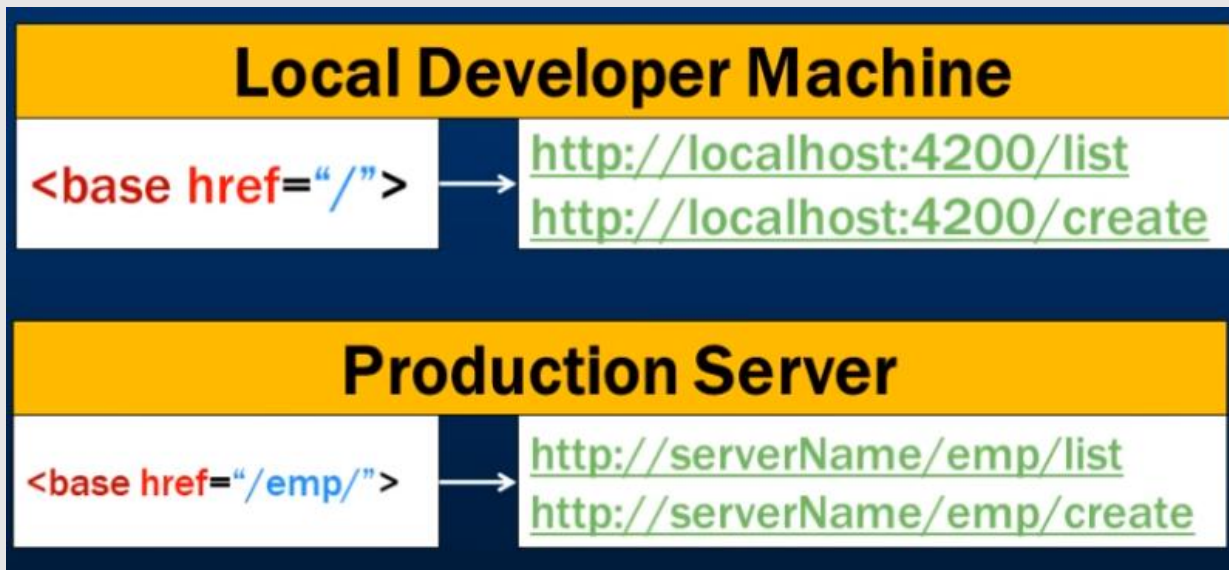 Local Developer Machine
<base href=“/”>
http://localhost:4200/list
http://localhost:4200/create
Production Server
<base href=“/emp/”>
http://serverName/emp/list
http://serverName/emp/create